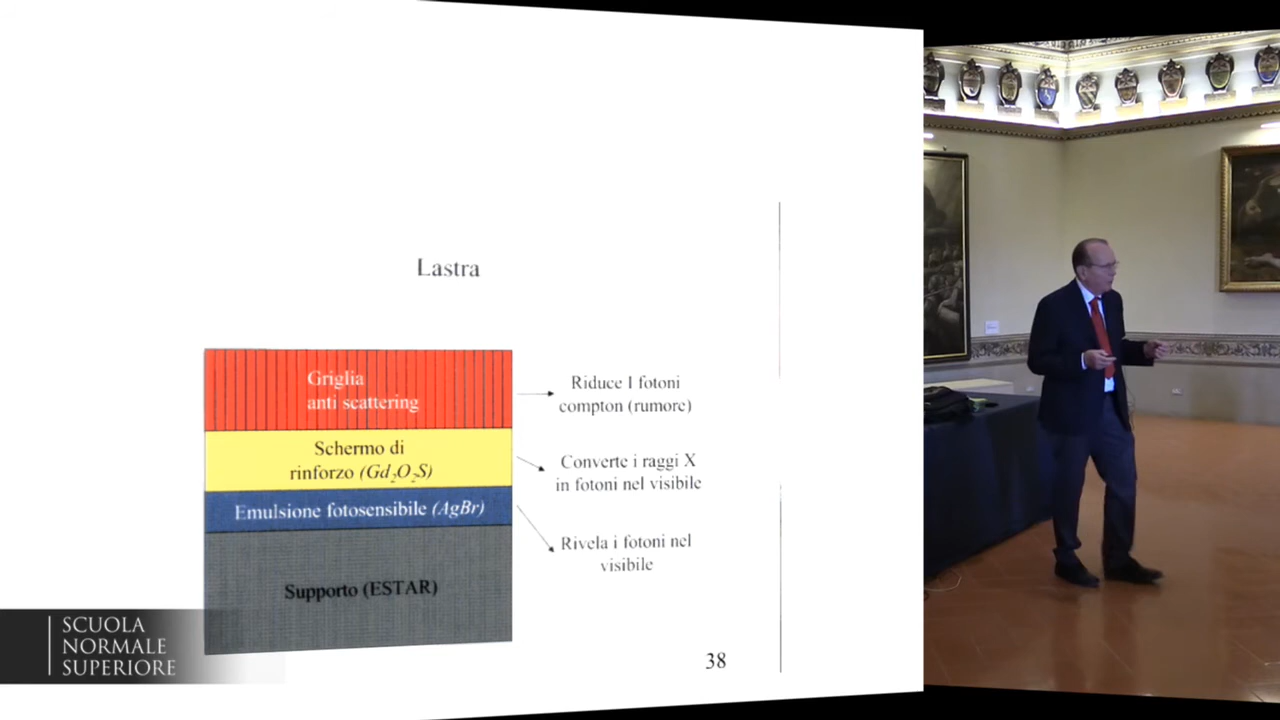 Lastra
Griglia
anti scattering
Riduce I fotoni
compton (rumore)
Schermo di
rinforzo (Gd₂O₂S)
Converte i raggi X
in fotoni nel visibile
Emulsione fotosensibile (AgBr)
Rivela i fotoni nel
visibile
Supporto (ESTAR)
38
SCUOLA
NORMALE
SUPERIORE